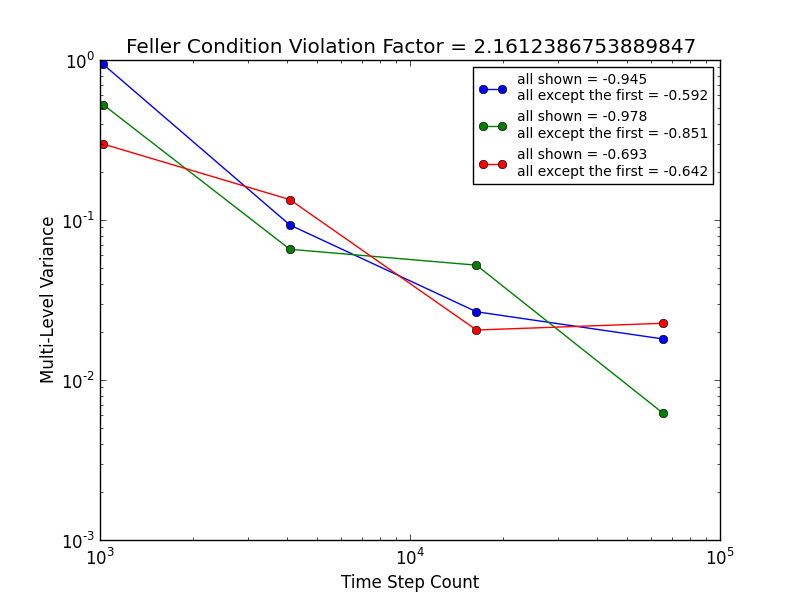 Feller Condition Violation Factor = 2.1612386753889847
10^0
all shown = -0.945
all except the first = -0.592
all shown = -0.978
all except the first = -0.851
all shown = -0.693
all except the first = -0.642
10^-1
Multi-Level Variance
10^-2
10^-3
10^3
10^4
10^5
Time Step Count